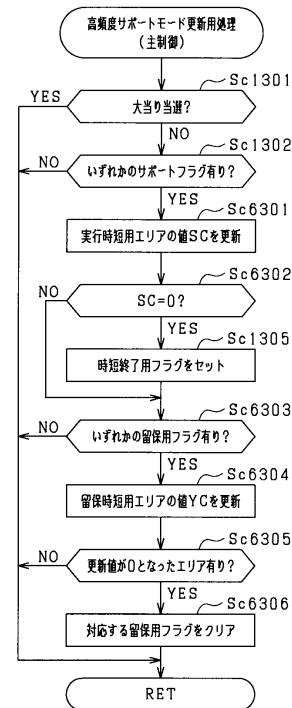 高頻度サポートモード更新用処理
(主制御)
Sc1301
YES
大当り当選?
NO
Sc1302
NO
いずれかのサポートフラグ有り?
YES
Sc6301
実行時短用エリアの値SCを更新
Sc6302
NO
SC=0?
YES
Sc1305
時短終了用フラグをセット
Sc6303
NO
いずれかの留保用フラグ有り?
YES
Sc6304
留保時短用エリアの値YCを更新
Sc6305
NO
更新値が0となったエリア有り?
YES
Sc6306
対応する留保用フラグをクリア
RET